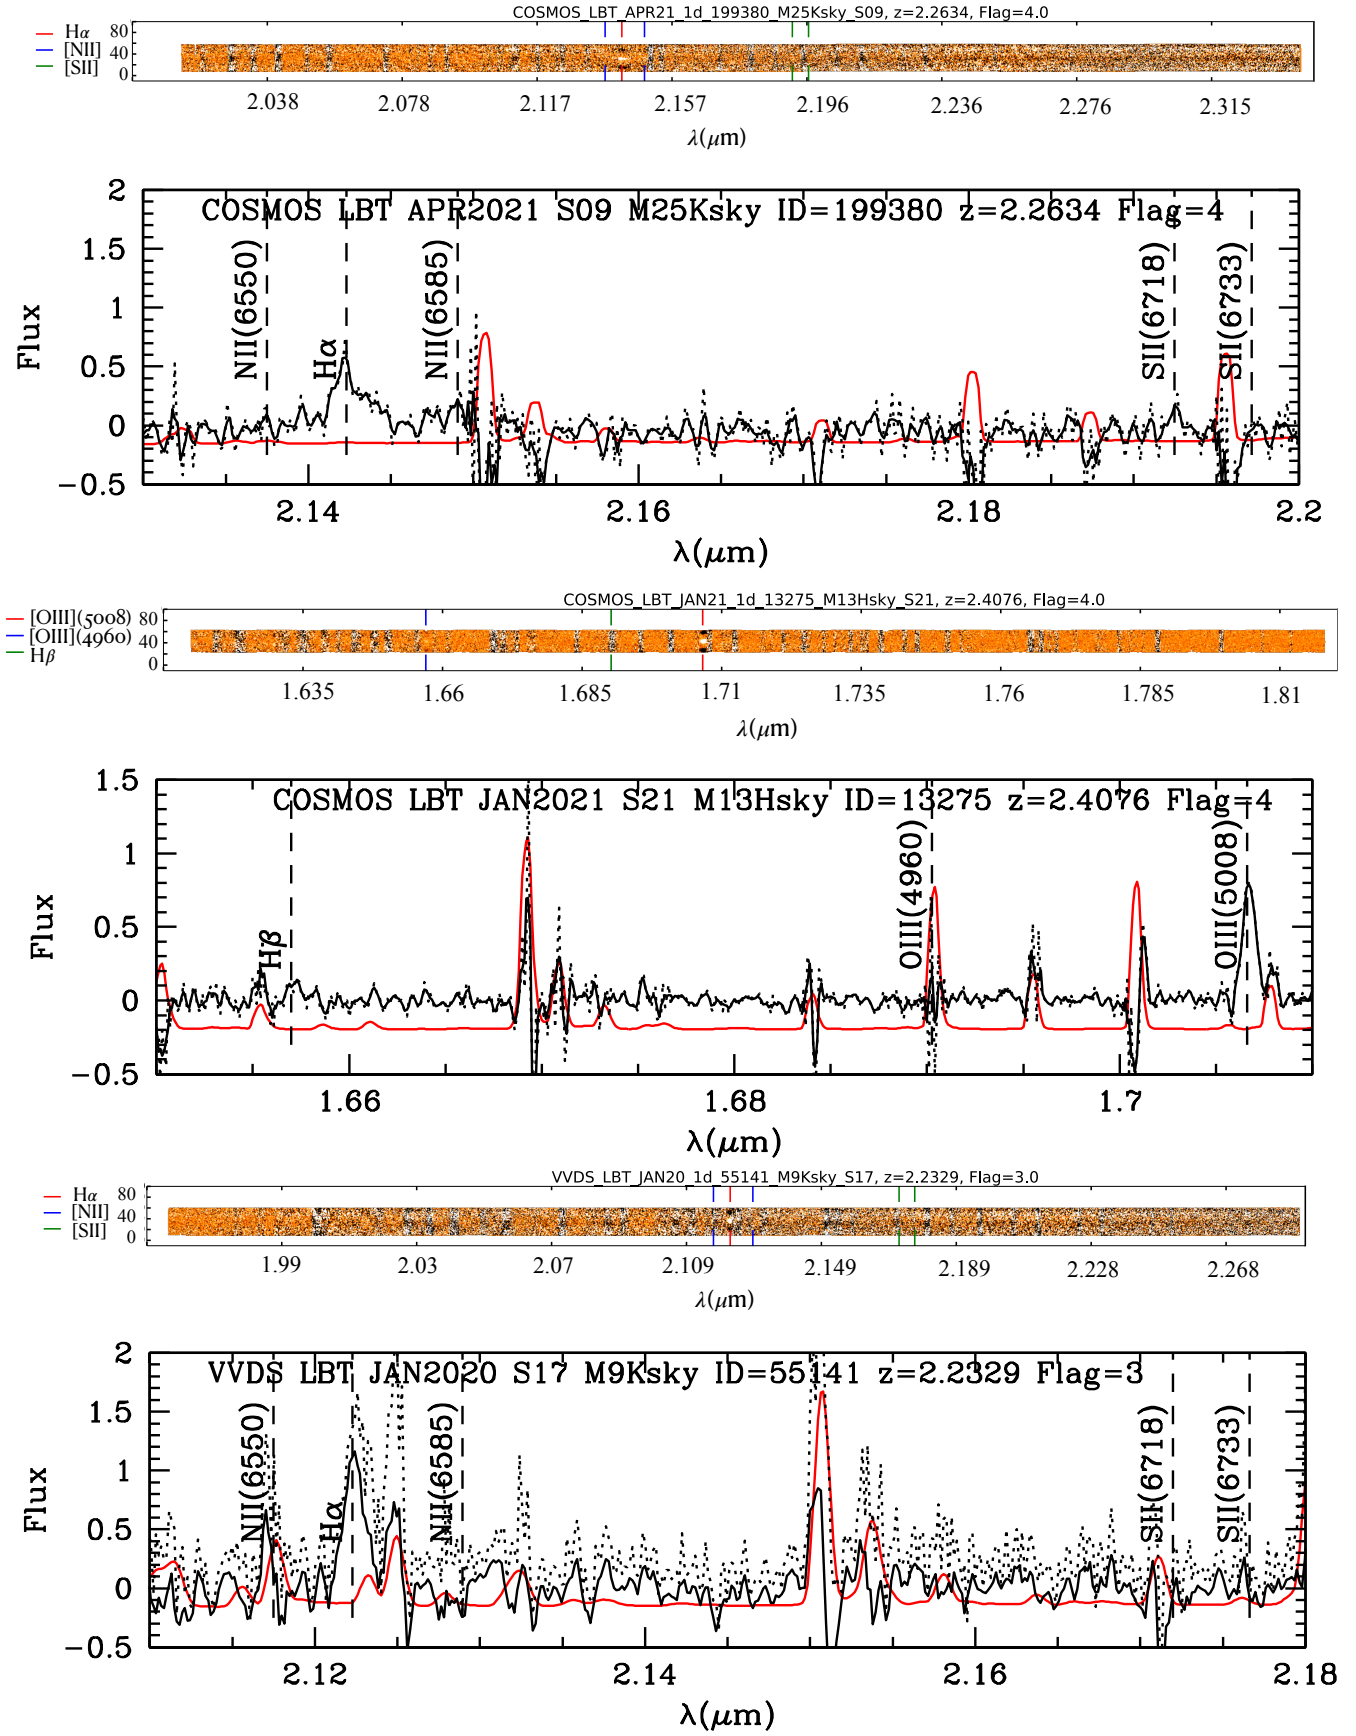 COSMOS_LBT_APR21_1d_199380_M25Ksky_S09, z=2.2634, Flag=4.0
Hα
[NII]
[SII]
80
40
0
2.038 2.078 2.117 2.157 2.196 2.236 2.276 2.315
λ(μm)
COSMOS LBT APR2021 S09 M25Ksky ID=199380 z=2.2634 Flag=4
NII(6550)
Hα
NII(6585)
SII(6718)
SII(6733)
Flux
2
1.5
1
0.5
0
−0.5
2.14 2.16 2.18 2.2
λ(μm)
COSMOS_LBT_JAN21_1d_13275_M13Hsky_S21, z=2.4076, Flag=4.0
[OIII](5008)
[OIII](4960)
Hβ
80
40
0
1.635 1.66 1.685 1.71 1.735 1.76 1.785 1.81
λ(μm)
COSMOS LBT JAN2021 S21 M13Hsky ID=13275 z=2.4076 Flag=4
Hβ
OIII(4960)
OIII(5008)
Flux
1.5
1
0.5
0
−0.5
1.66 1.68 1.7
λ(μm)
VVDS_LBT_JAN20_1d_55141_M9Ksky_S17, z=2.2329, Flag=3.0
Hα
[NII]
[SII]
80
40
0
1.99 2.03 2.07 2.109 2.149 2.189 2.228 2.268
λ(μm)
VVDS LBT JAN2020 S17 M9Ksky ID=55141 z=2.2329 Flag=3
NII(6550)
Hα
NII(6585)
SII(6718)
SII(6733)
Flux
2
1.5
1
0.5
0
−0.5
2.12 2.14 2.16 2.18
λ(μm)